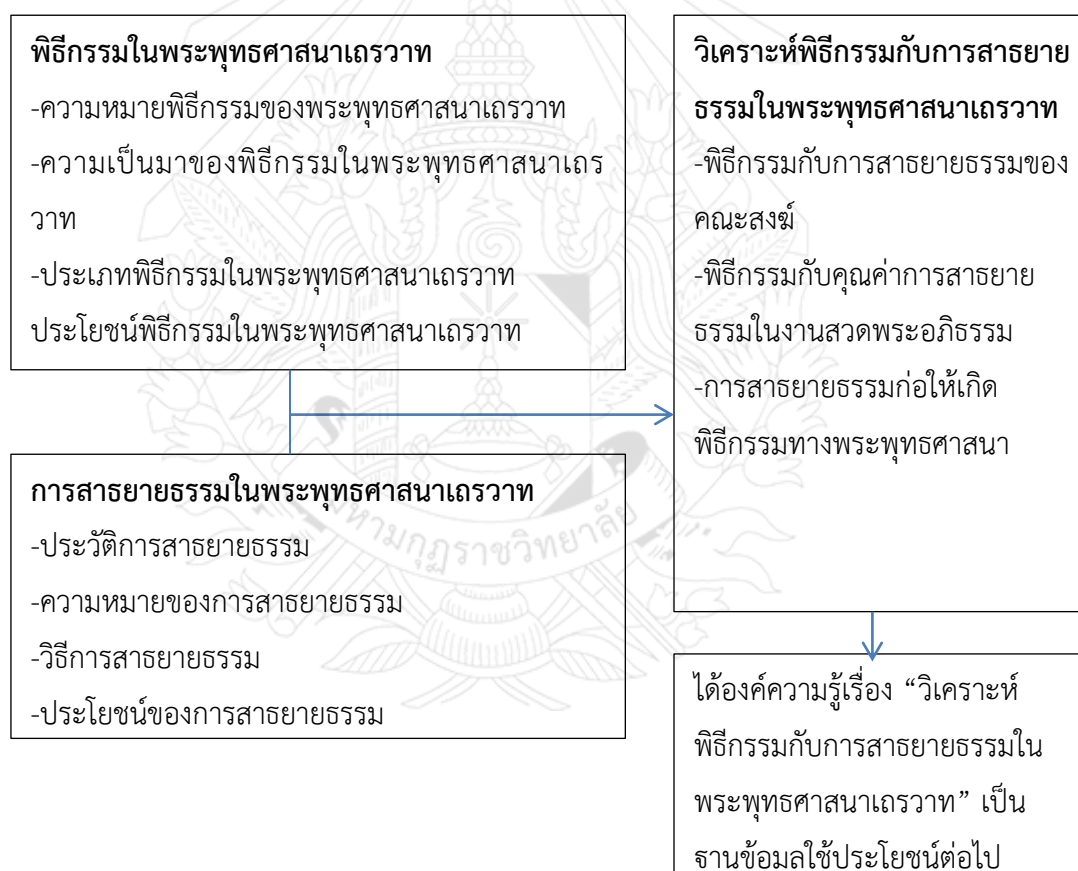 พิธีกรรมในพระพุทธศาสนาเถรวาท
-ความหมายพิธีกรรมของพระพุทธศาสนาเถรวาท
-ความเป็นมาของพิธีกรรมในพระพุทธศาสนาเถร
วาท
-ประเภทพิธีกรรมในพระพุทธศาสนาเถรวาท
ประโยชน์พิธีกรรมในพระพุทธศาสนาเถรวาท
การสาธยายธรรมในพระพุทธศาสนาเถรวาท
-ประวัติการสาธยายธรรม
-ความหมายของการสาธยายธรรม
-วิธีการสาธยายธรรม
-ประโยชน์ของการสาธยายธรรม
วิเคราะห์พิธีกรรมกับการสาธยาย
ธรรมในพระพุทธศาสนาเถรวาท
-พิธีกรรมกับการสาธยายธรรมของ
คณะสงฆ์
-พิธีกรรมกับคุณค่าการสาธยาย
ธรรมในงานสวดพระอภิธรรม
-การสาธยายธรรมก่อให้เกิด
พิธีกรรมทางพระพุทธศาสนา
ได้องค์ความรู้เรื่อง “วิเคราะห์
พิธีกรรมกับการสาธยายธรรมใน
พระพุทธศาสนาเถรวาท” เป็น
ฐานข้อมูลใช้ประโยชน์ต่อไป